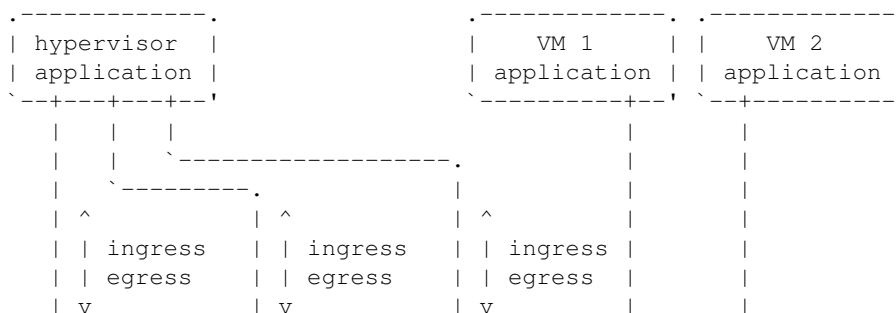 .-------------.                 .-------------. .-------------
| hypervisor  |                 |    VM 1     | |    VM 2
| application |                 | application | | application
`--+---+---+--'                 `----------+--' `--+----------
   |   |   |                               |       |
   |   |   `-------------------.           |       |
   |   `---------.             |           |       |
   | ^           | ^           | ^         |       |
   | | ingress   | | ingress   | | ingress |       |
   | | egress    | | egress    | | egress  |       |
   | v           | v           | v         |       |